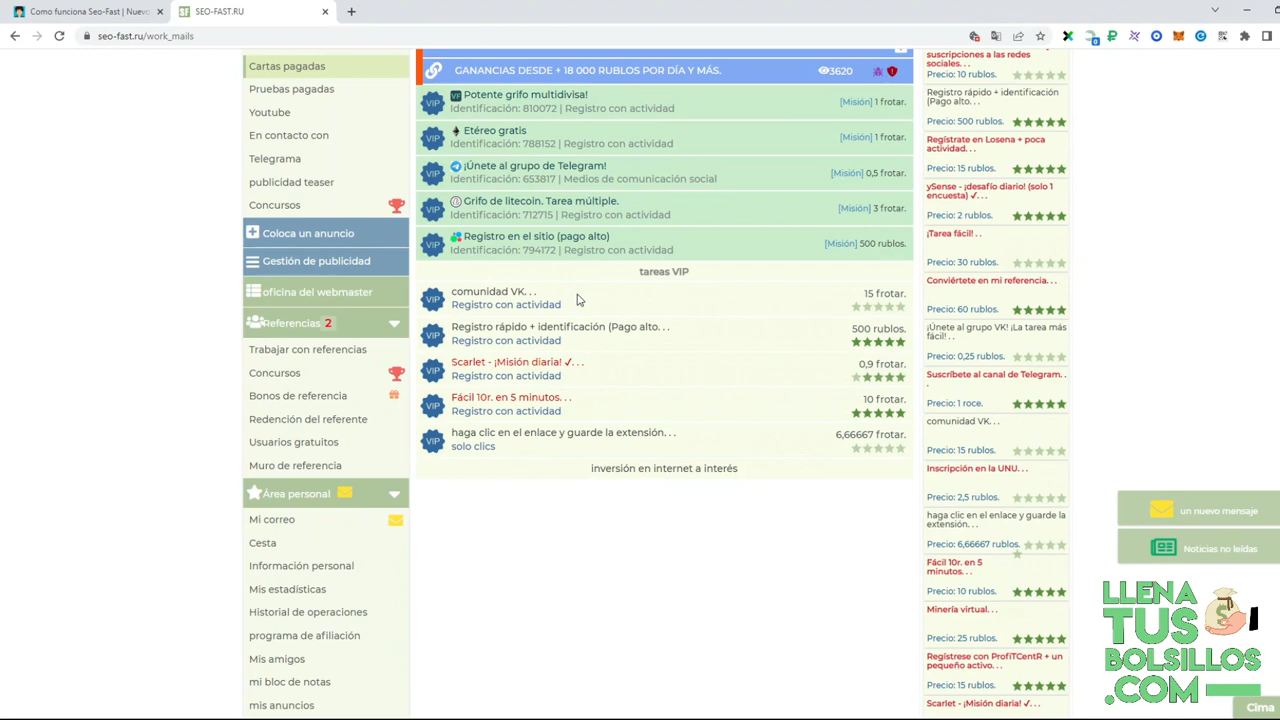 Como funciona Seo-Fast | Nuevo
SEO-FAST.RU
seo-fast.ru/work_mails
Cartas pagadas
Pruebas pagadas
Youtube
En contacto con
Telegrama
publicidad teaser
Concursos
Coloca un anuncio
Gestión de publicidad
oficina del webmaster
Referencias 2
Trabajar con referencias
Concursos
Bonos de referencia
Redención del referente
Usuarios gratuitos
Muro de referencia
Área personal
Mi correo
Cesta
Información personal
Mis estadísticas
Historial de operaciones
programa de afiliación
Mis amigos
mi bloc de notas
mis anuncios
GANANCIAS DESDE + 18 000 RUBLOS POR DÍA Y MÁS. 3620
VIP Potente grifo multidivisa!
Identificación: 810072 | Registro con actividad
[Misión] 1 frotar.
VIP Etéreo gratis
Identificación: 788152 | Registro con actividad
[Misión] 1 frotar.
VIP ¡Únete al grupo de Telegram!
Identificación: 653817 | Medios de comunicación social
[Misión] 0,5 frotar.
VIP Grifo de litecoin. Tarea múltiple.
Identificación: 712715 | Registro con actividad
[Misión] 3 frotar.
VIP Registro en el sitio (pago alto)
Identificación: 794172 | Registro con actividad
[Misión] 500 rublos.
tareas VIP
VIP comunidad VK. . .
Registro con actividad
15 frotar.
VIP Registro rápido + identificación (Pago alto. . .
Registro con actividad
500 rublos.
VIP Scarlet - ¡Misión diaria! ✓. . .
Registro con actividad
0,9 frotar.
VIP Fácil 10r. en 5 minutos. . .
Registro con actividad
10 frotar.
VIP haga clic en el enlace y guarde la extensión. . .
solo clics
6,66667 frotar.
inversión en internet a interés
suscripciones a las redes
sociales. . .
Precio: 10 rublos.
Registro rápido + identificación
(Pago alto. . .
Precio: 500 rublos.
Regístrate en Losena + poca
actividad. . .
Precio: 15 rublos.
ySense - ¡desafío diario! (solo 1
encuesta) ✓. . .
Precio: 2 rublos.
¡Tarea fácil! . .
Precio: 30 rublos.
Conviértete en mi referencia. . .
Precio: 60 rublos.
¡Únete al grupo VK! ¡La tarea más
fácil! . .
Precio: 0,25 rublos.
Suscríbete al canal de Telegram. .
.
Precio: 1 roce.
comunidad VK. . .
Precio: 15 rublos.
Inscripción en la UNU. . .
Precio: 2,5 rublos.
haga clic en el enlace y guarde la
extensión. . .
Precio: 6,66667 rublos.
Fácil 10r. en 5
minutos. . .
Precio: 10 rublos.
Minería virtual. . .
Precio: 25 rublos.
Regístrese con ProfiTCentR + un
pequeño activo. . .
Precio: 15 rublos.
Scarlet - ¡Misión diaria! ✓. . .
un nuevo mensaje
Noticias no leídas
LLENA
TUS
BOLSILLOS
.COM
Cima